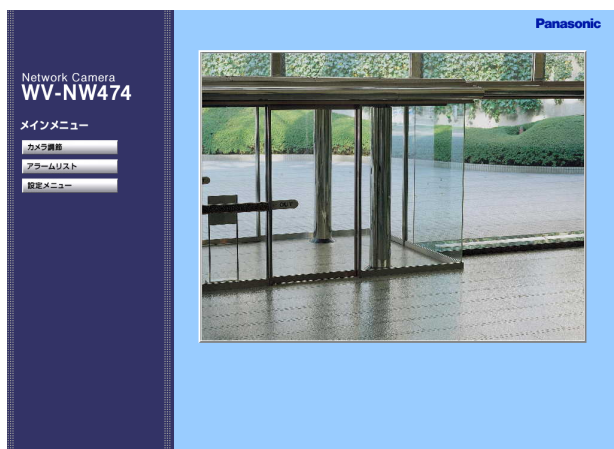 Panasonic
Network Camera
WV-NW474
メインメニュー
カメラ調節
アラームリスト
設定メニュー